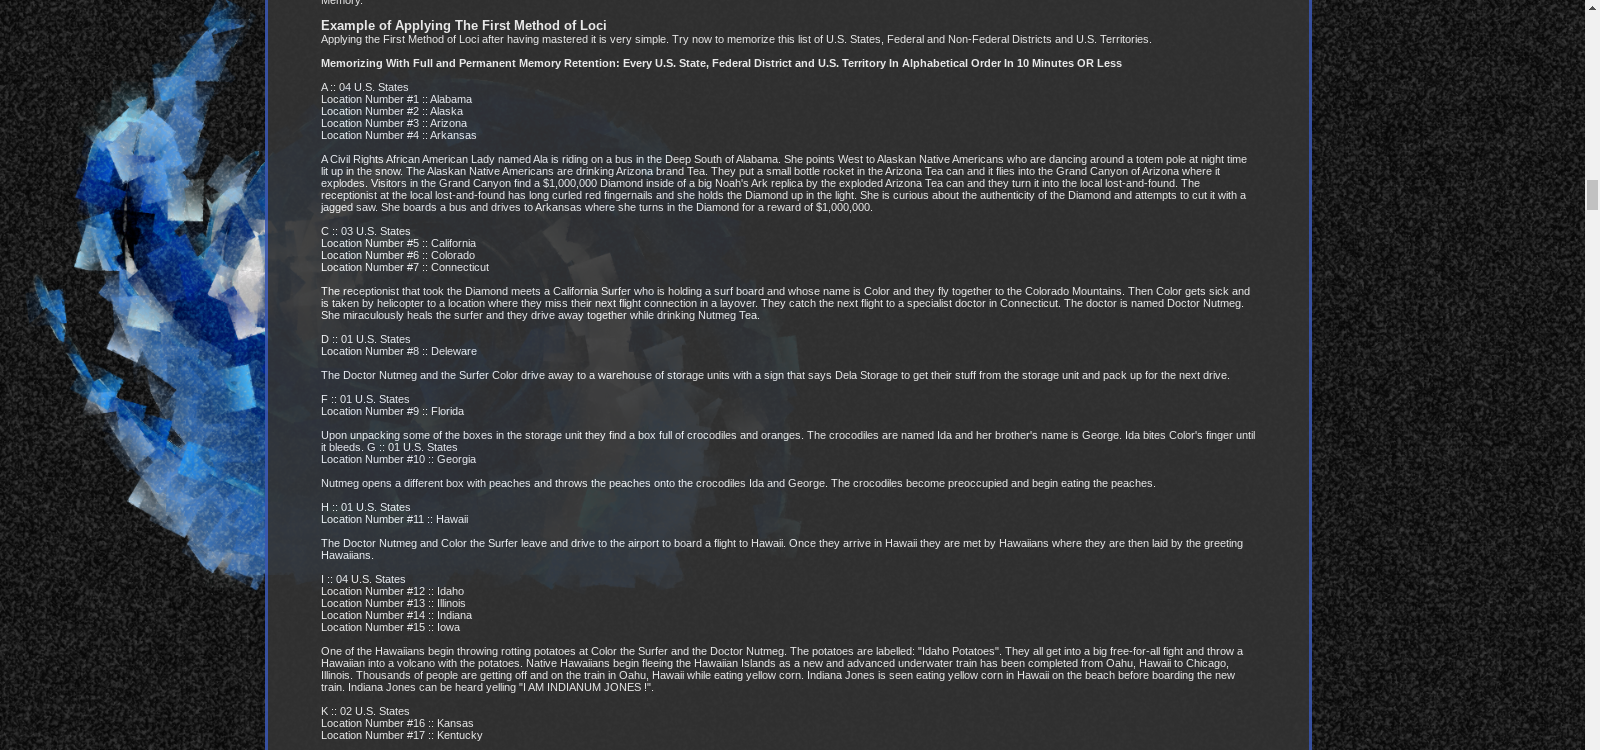 Memory.
Example of Applying The First Method of Loci
Applying the First Method of Loci after having mastered it is very simple. Try now to memorize this list of U.S. States, Federal and Non-Federal Districts and U.S. Territories.
Memorizing With Full and Permanent Memory Retention: Every U.S. State, Federal District and U.S. Territory In Alphabetical Order In 10 Minutes OR Less
A :: 04 U.S. States
Location Number #1 :: Alabama
Location Number #2 :: Alaska
Location Number #3 :: Arizona
Location Number #4 :: Arkansas
A Civil Rights African American Lady named Ala is riding on a bus in the Deep South of Alabama. She points West to Alaskan Native Americans who are dancing around a totem pole at night time
lit up in the snow. The Alaskan Native Americans are drinking Arizona brand Tea. They put a small bottle rocket in the Arizona Tea can and it flies into the Grand Canyon of Arizona where it
explodes. Visitors in the Grand Canyon find a $1,000,000 Diamond inside of a big Noah's Ark replica by the exploded Arizona Tea can and they turn it into the local lost-and-found. The
receptionist at the local lost-and-found has long curled red fingernails and she holds the Diamond up in the light. She is curious about the authenticity of the Diamond and attempts to cut it with a
jagged saw. She boards a bus and drives to Arkansas where she turns in the Diamond for a reward of $1,000,000.
C :: 03 U.S. States
Location Number #5 :: California
Location Number #6 :: Colorado
Location Number #7 :: Connecticut
The receptionist that took the Diamond meets a California Surfer who is holding a surf board and whose name is Color and they fly together to the Colorado Mountains. Then Color gets sick and
is taken by helicopter to a location where they miss their next flight connection in a layover. They catch the next flight to a specialist doctor in Connecticut. The doctor is named Doctor Nutmeg.
She miraculously heals the surfer and they drive away together while drinking Nutmeg Tea.
D :: 01 U.S. States
Location Number #8 :: Deleware
The Doctor Nutmeg and the Surfer Color drive away to a warehouse of storage units with a sign that says Dela Storage to get their stuff from the storage unit and pack up for the next drive.
F :: 01 U.S. States
Location Number #9 :: Florida
Upon unpacking some of the boxes in the storage unit they find a box full of crocodiles and oranges. The crocodiles are named Ida and her brother's name is George. Ida bites Color's finger until
it bleeds. G :: 01 U.S. States
Location Number #10 :: Georgia
Nutmeg opens a different box with peaches and throws the peaches onto the crocodiles Ida and George. The crocodiles become preoccupied and begin eating the peaches.
H :: 01 U.S. States
Location Number #11 :: Hawaii
The Doctor Nutmeg and Color the Surfer leave and drive to the airport to board a flight to Hawaii. Once they arrive in Hawaii they are met by Hawaiians where they are then laid by the greeting
Hawaiians.
I :: 04 U.S. States
Location Number #12 :: Idaho
Location Number #13 :: Illinois
Location Number #14 :: Indiana
Location Number #15 :: Iowa
One of the Hawaiians begin throwing rotting potatoes at Color the Surfer and the Doctor Nutmeg. The potatoes are labelled: "Idaho Potatoes". They all get into a big free-for-all fight and throw a
Hawaiian into a volcano with the potatoes. Native Hawaiians begin fleeing the Hawaiian Islands as a new and advanced underwater train has been completed from Oahu, Hawaii to Chicago,
Illinois. Thousands of people are getting off and on the train in Oahu, Hawaii while eating yellow corn. Indiana Jones is seen eating yellow corn in Hawaii on the beach before boarding the new
train. Indiana Jones can be heard yelling "I AM INDIANUM JONES !".
K :: 02 U.S. States
Location Number #16 :: Kansas
Location Number #17 :: Kentucky